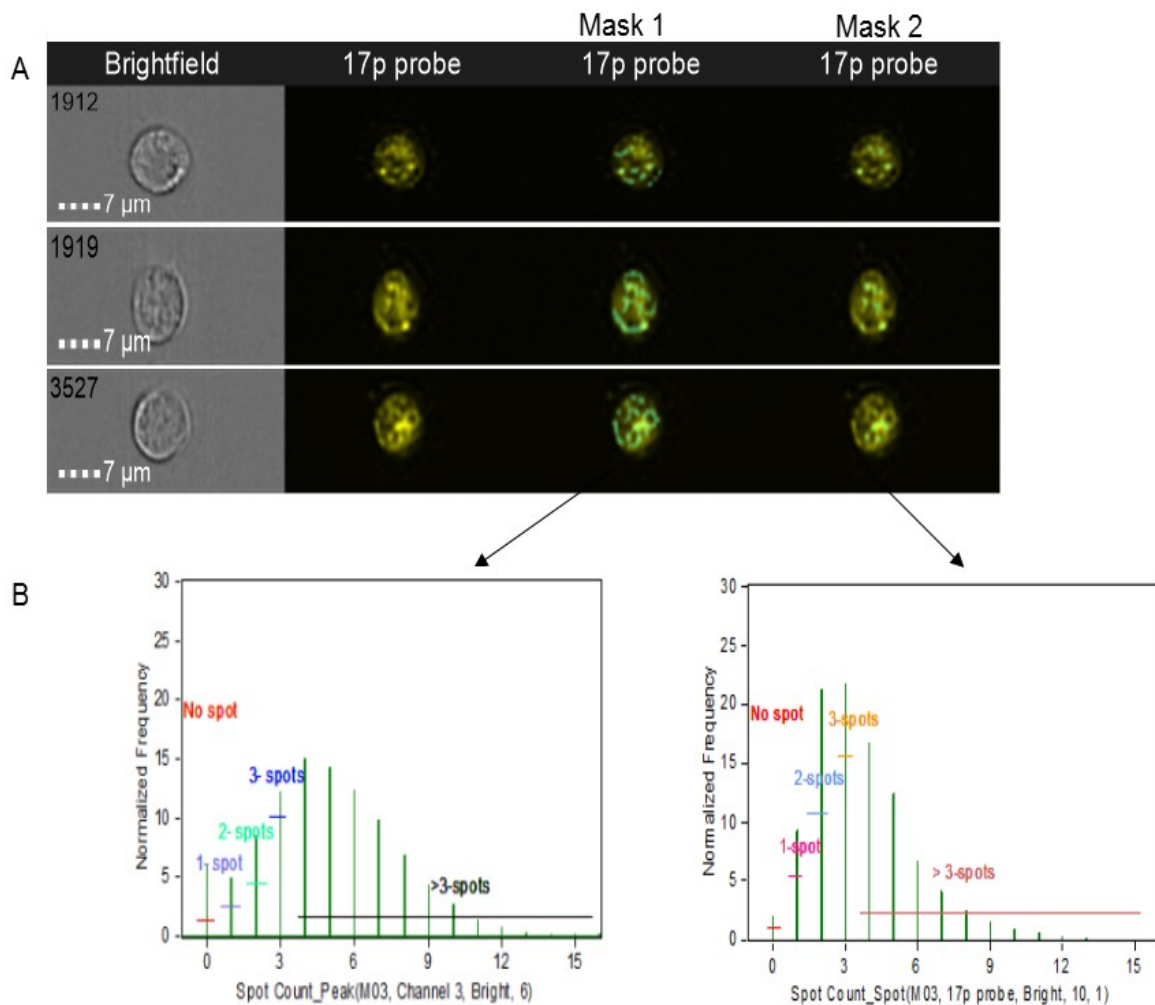 Mask 1 Mask 2
A
Brightfield 17p probe 17p probe 17p probe
1912
7 µm
1919
7 µm
3527
7 µm
B
30
25
20
15
10
5
0
Normalized Frequency
No spot
1- spot
2- spots
3- spots
>3-spots
0 3 6 9 12 15
Spot Count_Peak(M03, Channel 3, Bright, 6)
30
25
20
15
10
5
0
Normalized Frequency
No spot
1-spot
2-spots
3-spots
> 3-spots
0 3 6 9 12 15
Spot Count_Spot(M03, 17p probe, Bright, 10, 1)